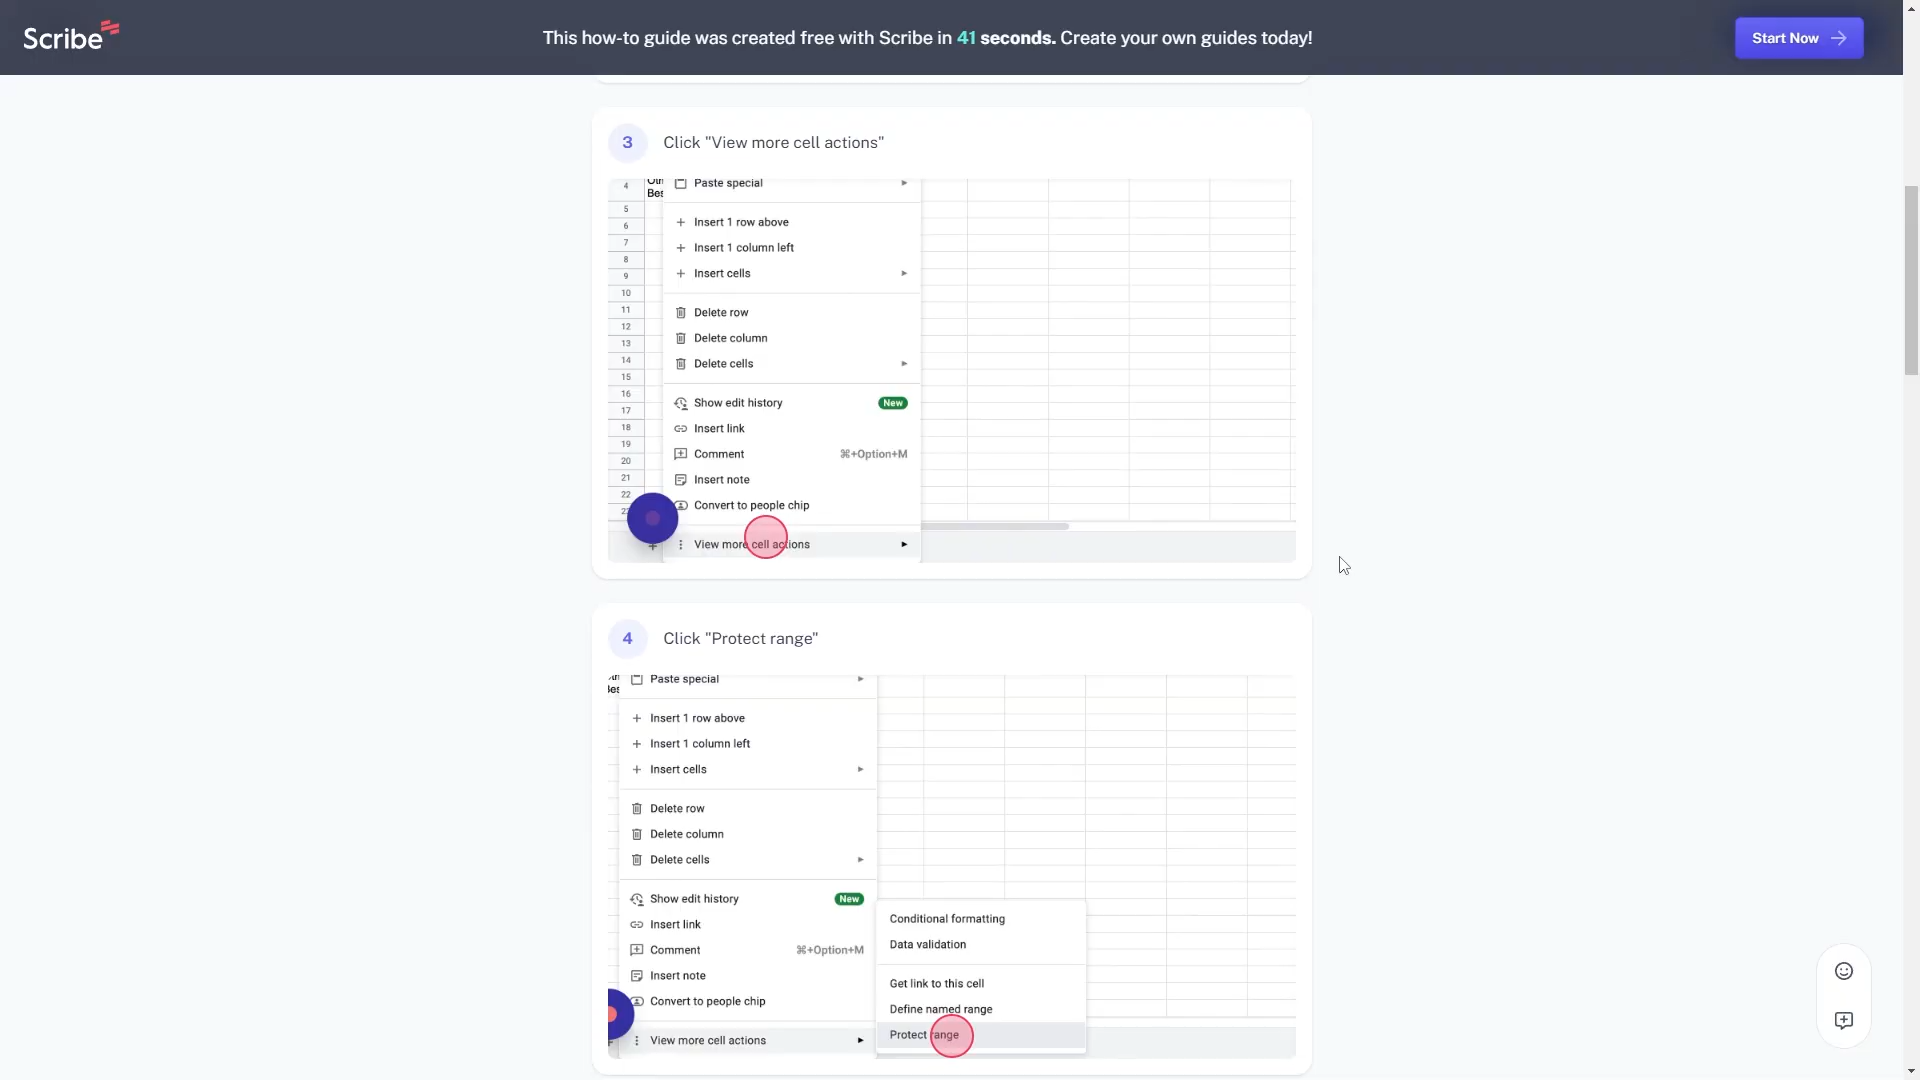 Scribe
This how-to guide was created free with Scribe in 41 seconds. Create your own guides today!
Start Now
3
Click "View more cell actions"
4
Bes
Paste special
5
6
Insert 1 row above
7
Insert 1 column left
8
9
Insert cells
10
11
Delete row
12
13
Delete column
14
Delete cells
15
16
Show edit history
New
17
18
Insert link
19
20
Comment
⌘+Option+M
21
Insert note
22
Convert to people chip
View more cell actions
4
Click "Protect range"
Paste special
Insert 1 row above
Insert 1 column left
Insert cells
Delete row
Delete column
Delete cells
Show edit history
New
Insert link
Comment
⌘+Option+M
Insert note
Convert to people chip
View more cell actions
Conditional formatting
Data validation
Get link to this cell
Define named range
Protect range